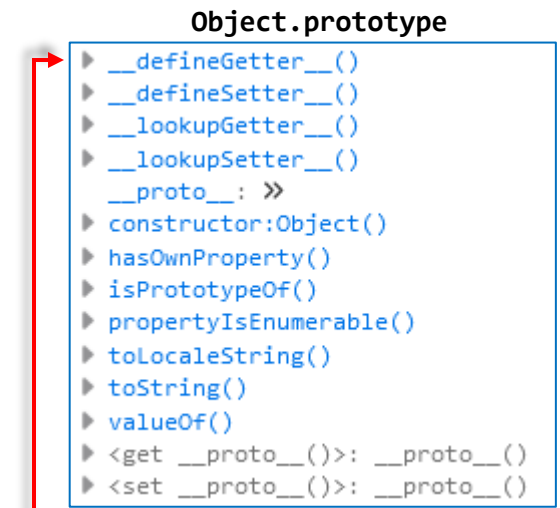 Object.prototype
__defineGetter__()
__defineSetter__()
__lookupGetter__()
__lookupSetter__()
__proto__: »
constructor:Object()
hasOwnProperty()
isPrototypeOf()
propertyIsEnumerable()
toLocaleString()
toString()
valueOf()
<get __proto__()>: __proto__()
<set __proto__()>: __proto__()